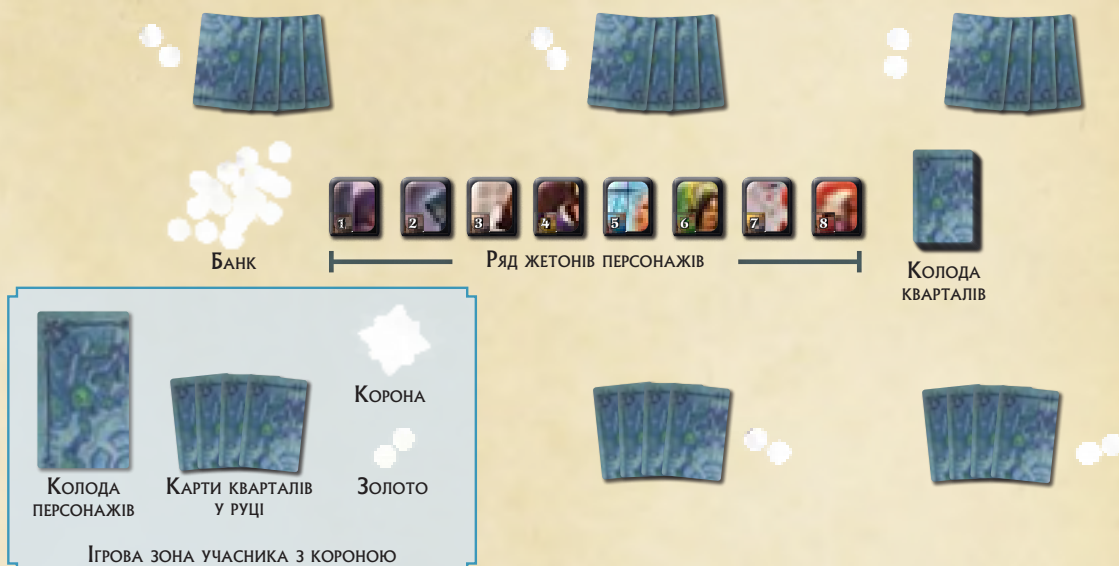 1 2 3 4 5 6 7 8
Банк
Ряд жетонів персонажів
Колода
кварталів
Корона
Колода
персонажів
Карти кварталів
у руці
Золото
Ігрова зона учасника з короною